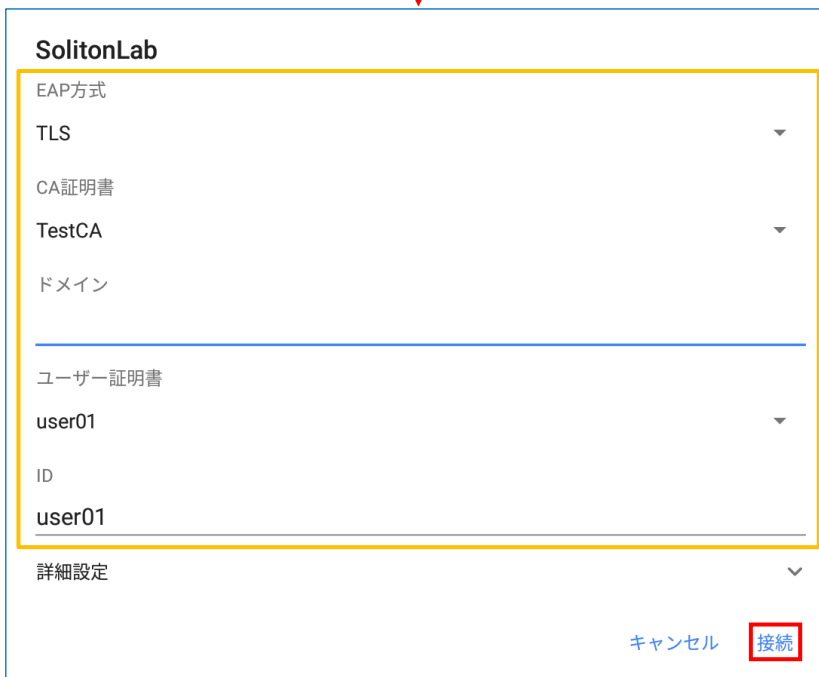 SolitonLab
EAP方式
TLS
CA証明書
TestCA
ドメイン
ユーザー証明書
user01
ID
user01
詳細設定
キャンセル 接続